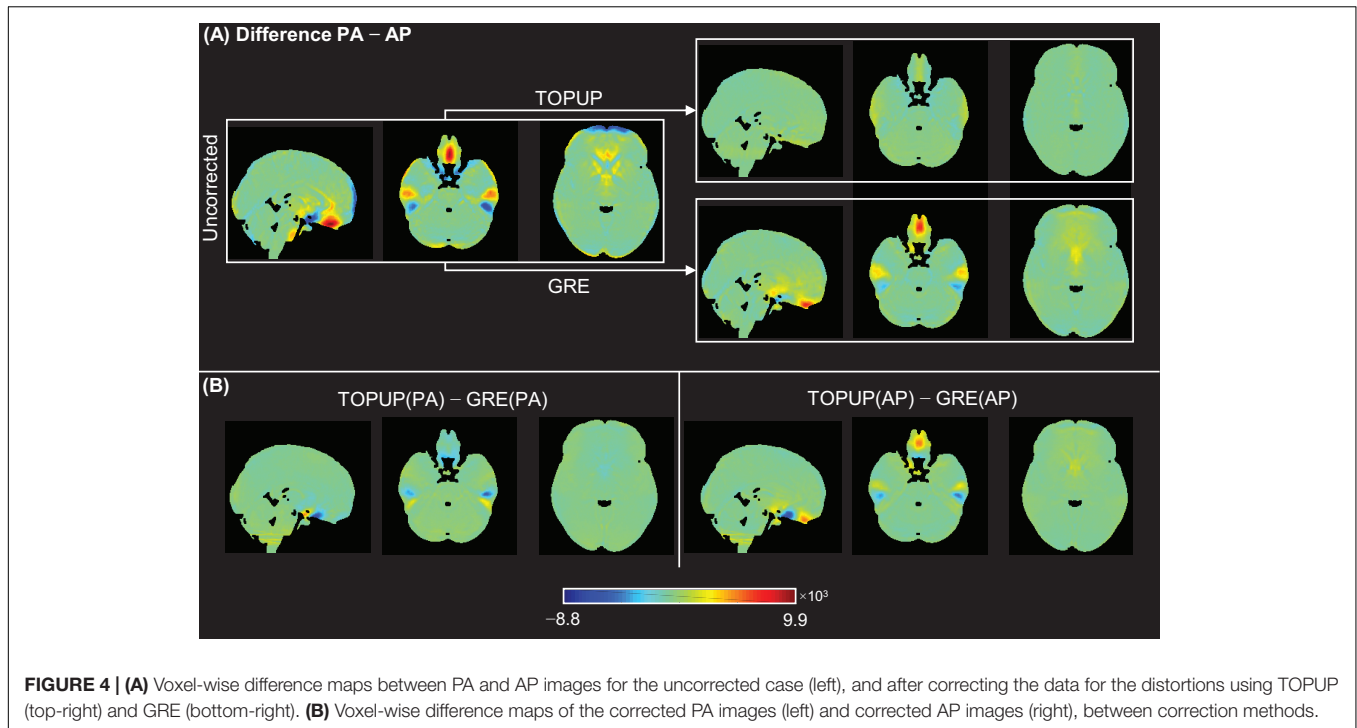 (A) Difference PA – AP
TOPUP
Uncorrected
GRE
(B)
TOPUP(PA) – GRE(PA)
TOPUP(AP) – GRE(AP)
×10³
–8.8
9.9
FIGURE 4 | (A) Voxel-wise difference maps between PA and AP images for the uncorrected case (left), and after correcting the data for the distortions using TOPUP
(top-right) and GRE (bottom-right). (B) Voxel-wise difference maps of the corrected PA images (left) and corrected AP images (right), between correction methods.